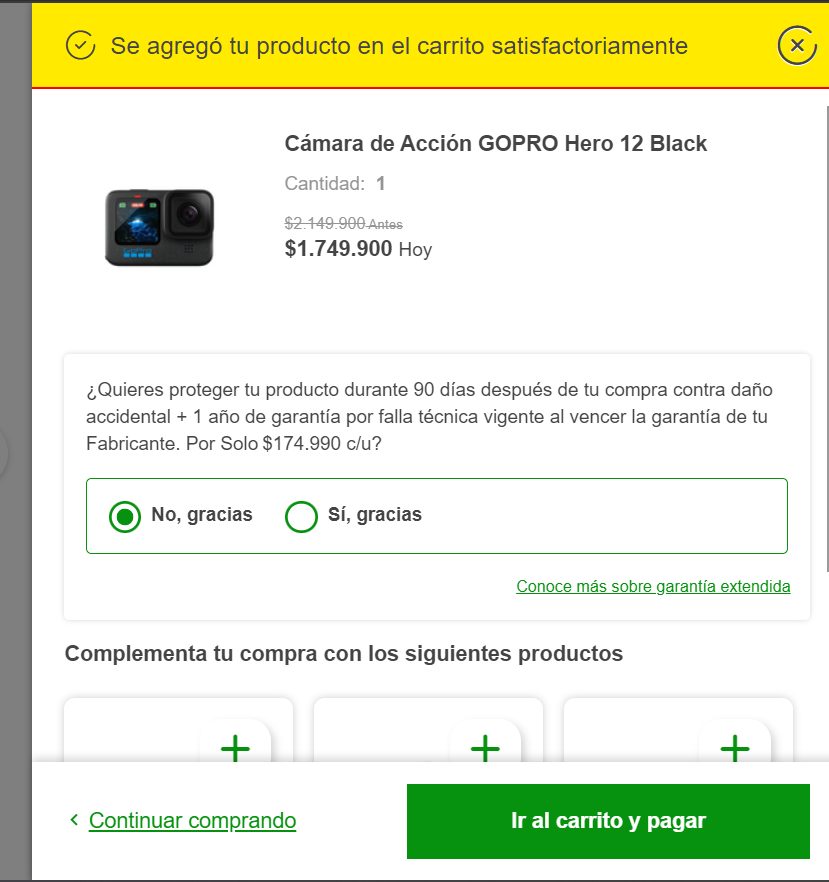 Se agregó tu producto en el carrito satisfactoriamente
Cámara de Acción GOPRO Hero 12 Black
Cantidad: 1
$2.149.900 Antes
$1.749.900 Hoy
GoPro
¿Quieres proteger tu producto durante 90 días después de tu compra contra daño
accidental + 1 año de garantía por falla técnica vigente al vencer la garantía de tu
Fabricante. Por Solo $174.990 c/u?
No, gracias
Sí, gracias
Conoce más sobre garantía extendida
Complementa tu compra con los siguientes productos
Continuar comprando
Ir al carrito y pagar